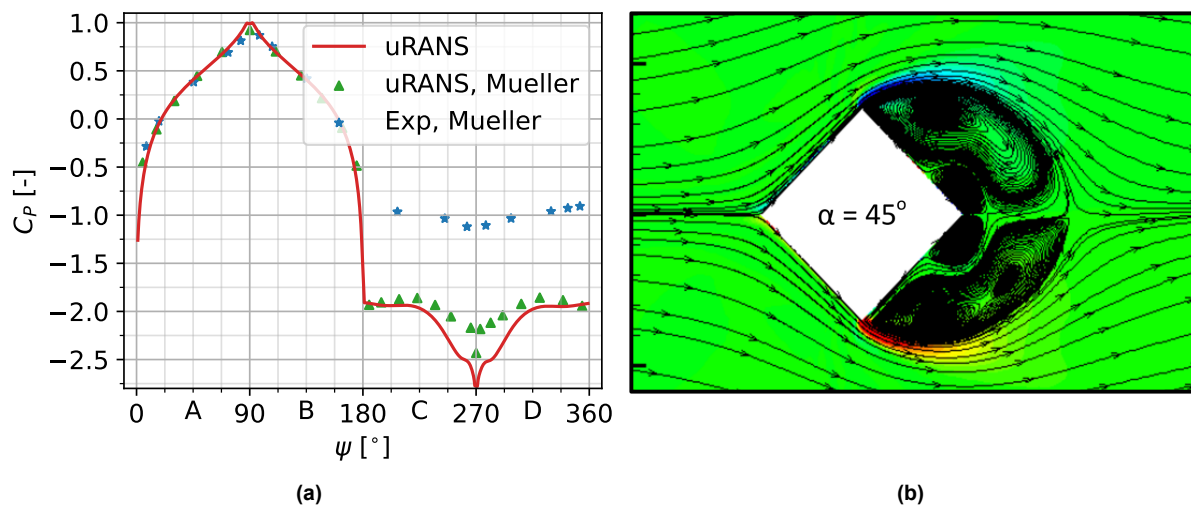 1.0
0.5
0.0
−0.5
−1.0
−1.5
−2.0
−2.5
C_P [-]
uRANS
uRANS, Mueller
Exp, Mueller
0 A 90 B 180 C 270 D 360
ψ [°]
α = 45°
(a)
(b)